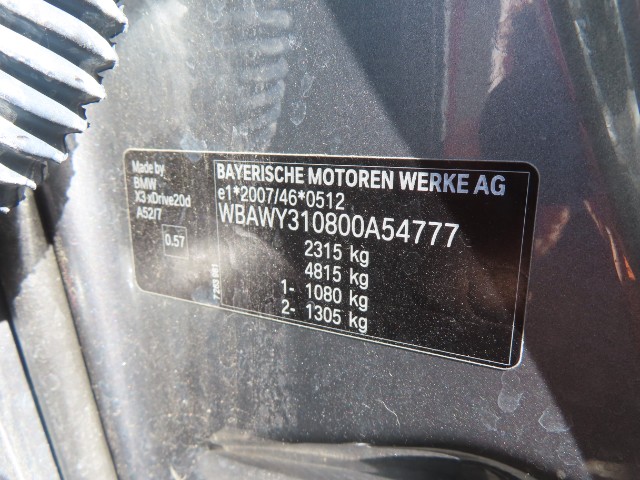 Made by
BMW
X3 xDrive20d
A52/7
0.57
BAYERISCHE MOTOREN WERKE AG
e1*2007/46*0512
WBAWY310800A54777
2315 kg
4815 kg
1- 1080 kg
2- 1305 kg